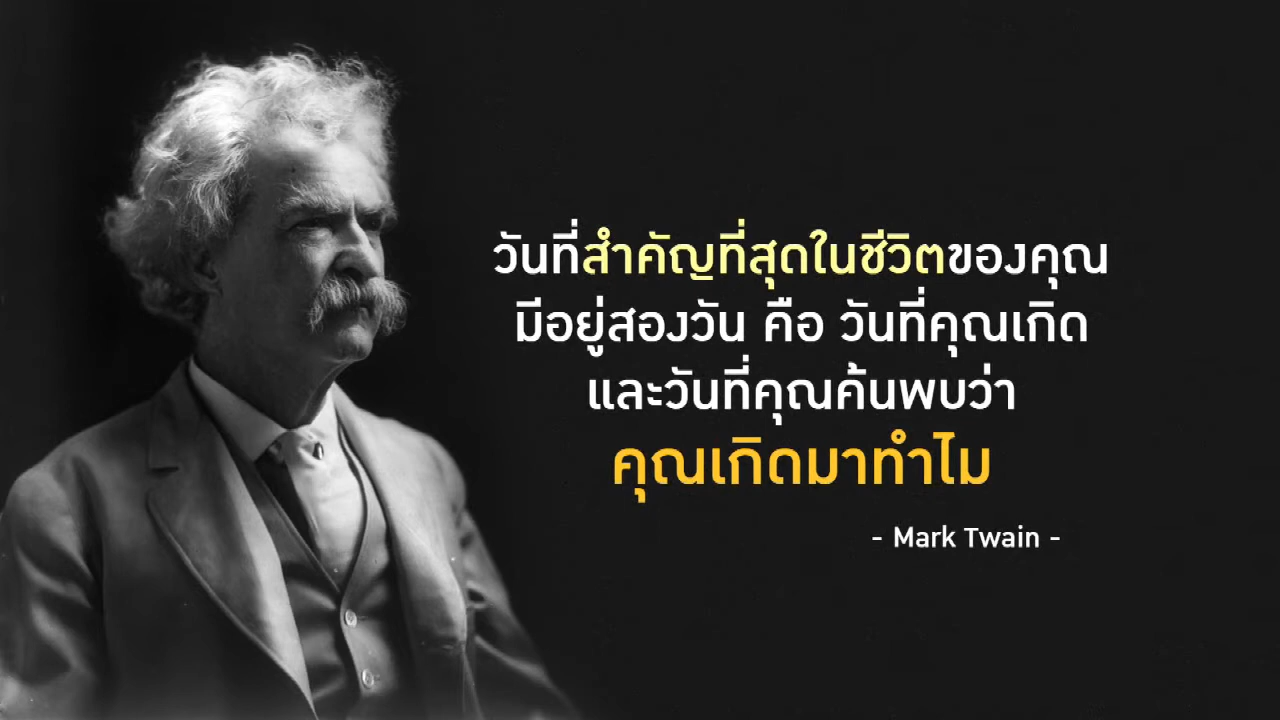 วันที่สำคัญที่สุดในชีวิตของคุณ
มีอยู่สองวัน คือ วันที่คุณเกิด
และวันที่คุณค้นพบว่า
คุณเกิดมาทำไม
- Mark Twain -